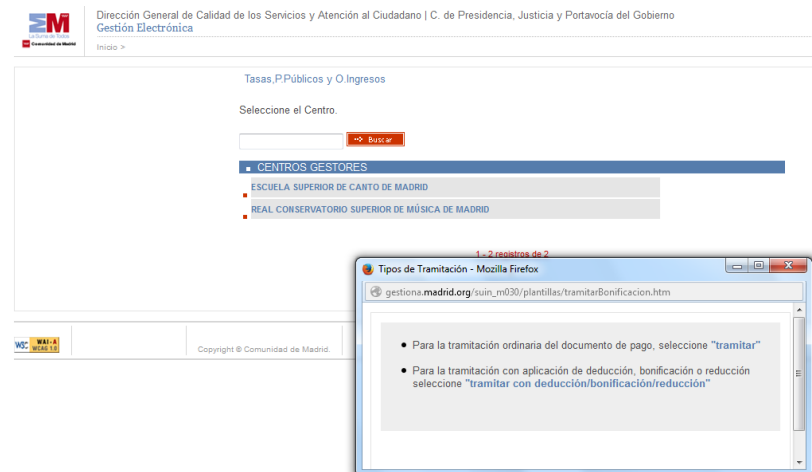 EM
La Suma de Todos
Comunidad de Madrid
Dirección General de Calidad de los Servicios y Atención al Ciudadano | C. de Presidencia, Justicia y Portavocía del Gobierno
Gestión Electrónica
Inicio >
Tasas,P.Públicos y O.Ingresos
Seleccione el Centro.
Buscar
CENTROS GESTORES
ESCUELA SUPERIOR DE CANTO DE MADRID
REAL CONSERVATORIO SUPERIOR DE MÚSICA DE MADRID
1 - 2 registros de 2
Tipos de Tramitación - Mozilla Firefox
gestiona.madrid.org/suin_m030/plantillas/tramitarBonificacion.htm
Para la tramitación ordinaria del documento de pago, seleccione "tramitar"
Para la tramitación con aplicación de deducción, bonificación o reducción
seleccione "tramitar con deducción/bonificación/reducción"
W3C WAI-A
WCAG 1.0
Copyright © Comunidad de Madrid.